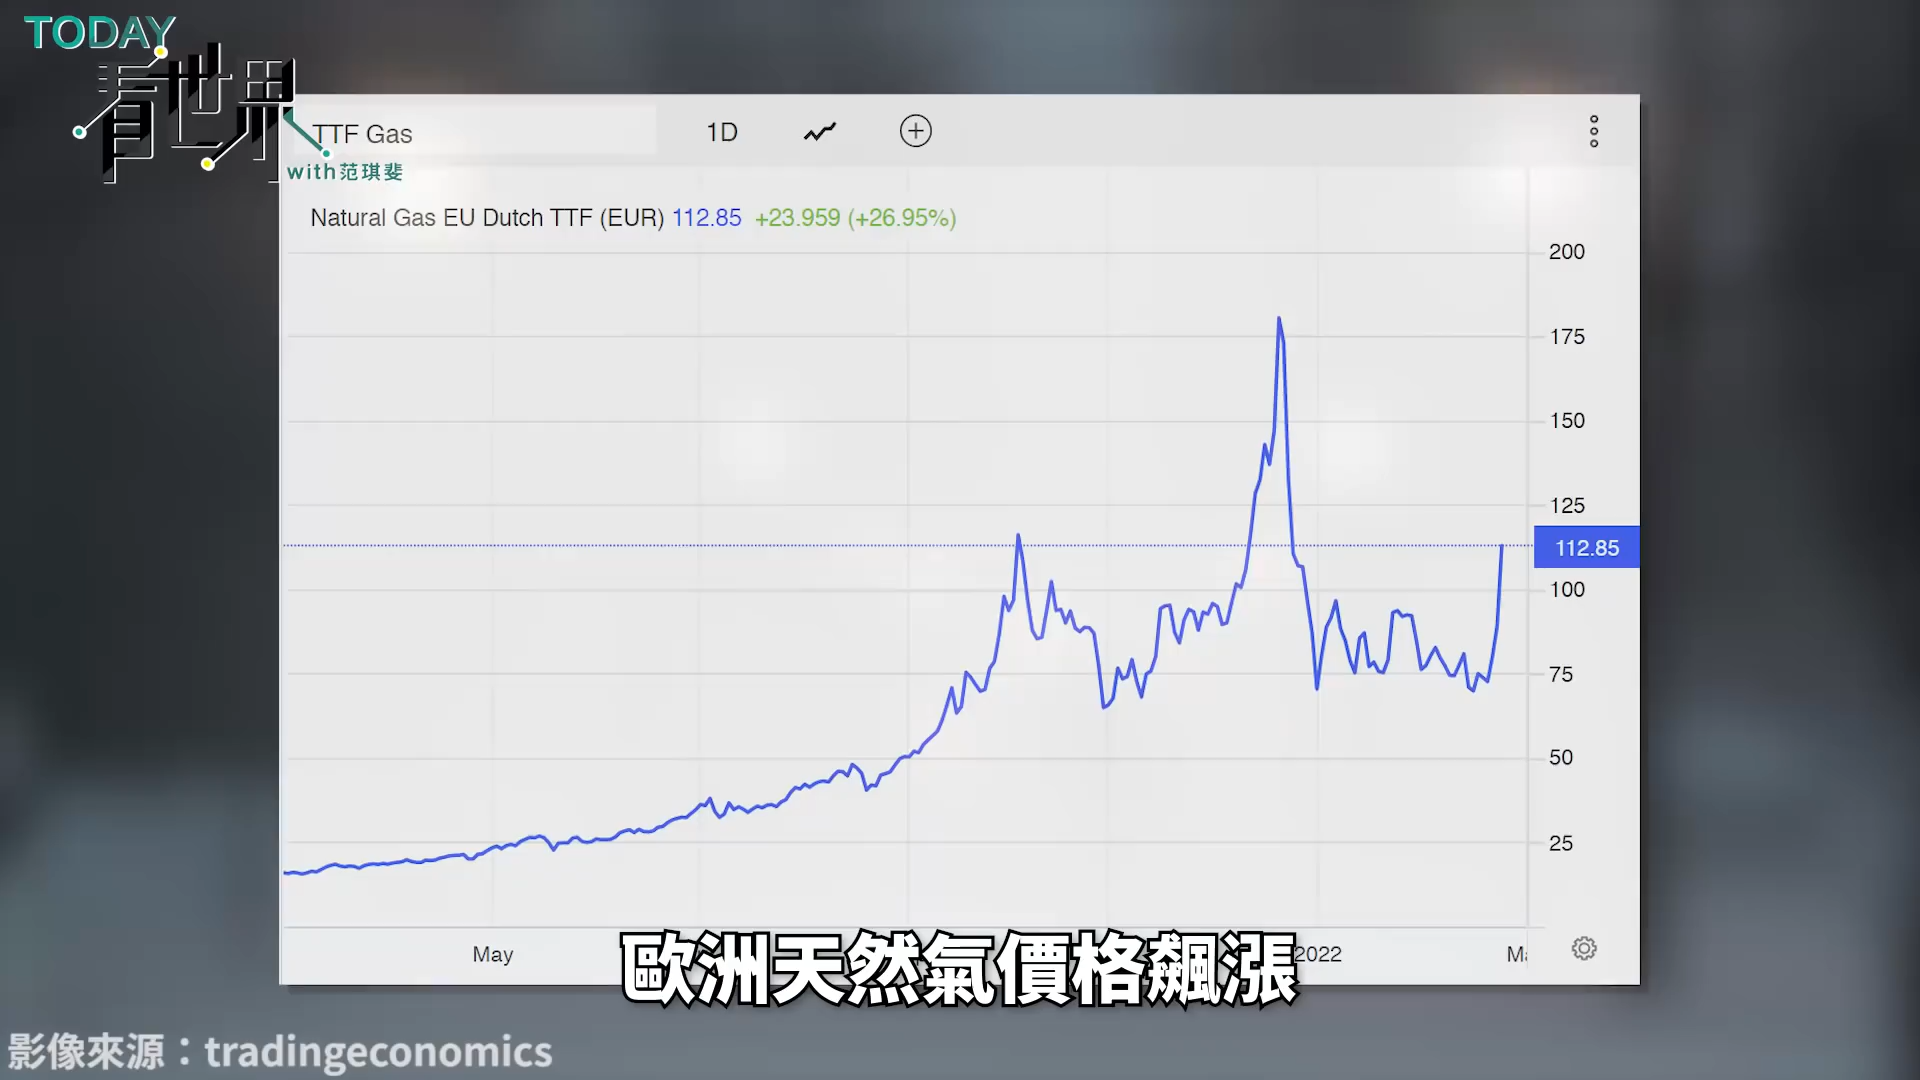 TODAY
看世界
with范琪斐
TTF Gas
1D
Natural Gas EU Dutch TTF (EUR) 112.85 +23.959 (+26.95%)
200
175
150
125
112.85
100
75
50
25
May
2022
歐洲天然氣價格飆漲
影像來源：tradingeconomics